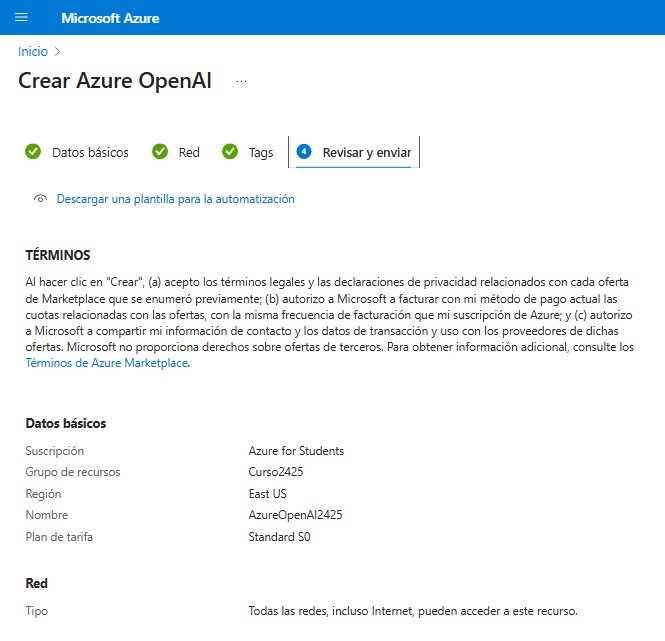 Microsoft Azure
Inicio
Crear Azure OpenAI ...
Datos básicos Red Tags 4 Revisar y enviar
Descargar una plantilla para la automatización
TÉRMINOS
Al hacer clic en "Crear", (a) acepto los términos legales y las declaraciones de privacidad relacionados con cada oferta
de Marketplace que se enumeró previamente; (b) autorizo a Microsoft a facturar con mi método de pago actual las
cuotas relacionadas con las ofertas, con la misma frecuencia de facturación que mi suscripción de Azure; y (c) autorizo
a Microsoft a compartir mi información de contacto y los datos de transacción y uso con los proveedores de dichas
ofertas. Microsoft no proporciona derechos sobre ofertas de terceros. Para obtener información adicional, consulte los
Términos de Azure Marketplace.
Datos básicos
Suscripción Azure for Students
Grupo de recursos Curso2425
Región East US
Nombre AzureOpenAI2425
Plan de tarifa Standard S0
Red
Tipo Todas las redes, incluso Internet, pueden acceder a este recurso.